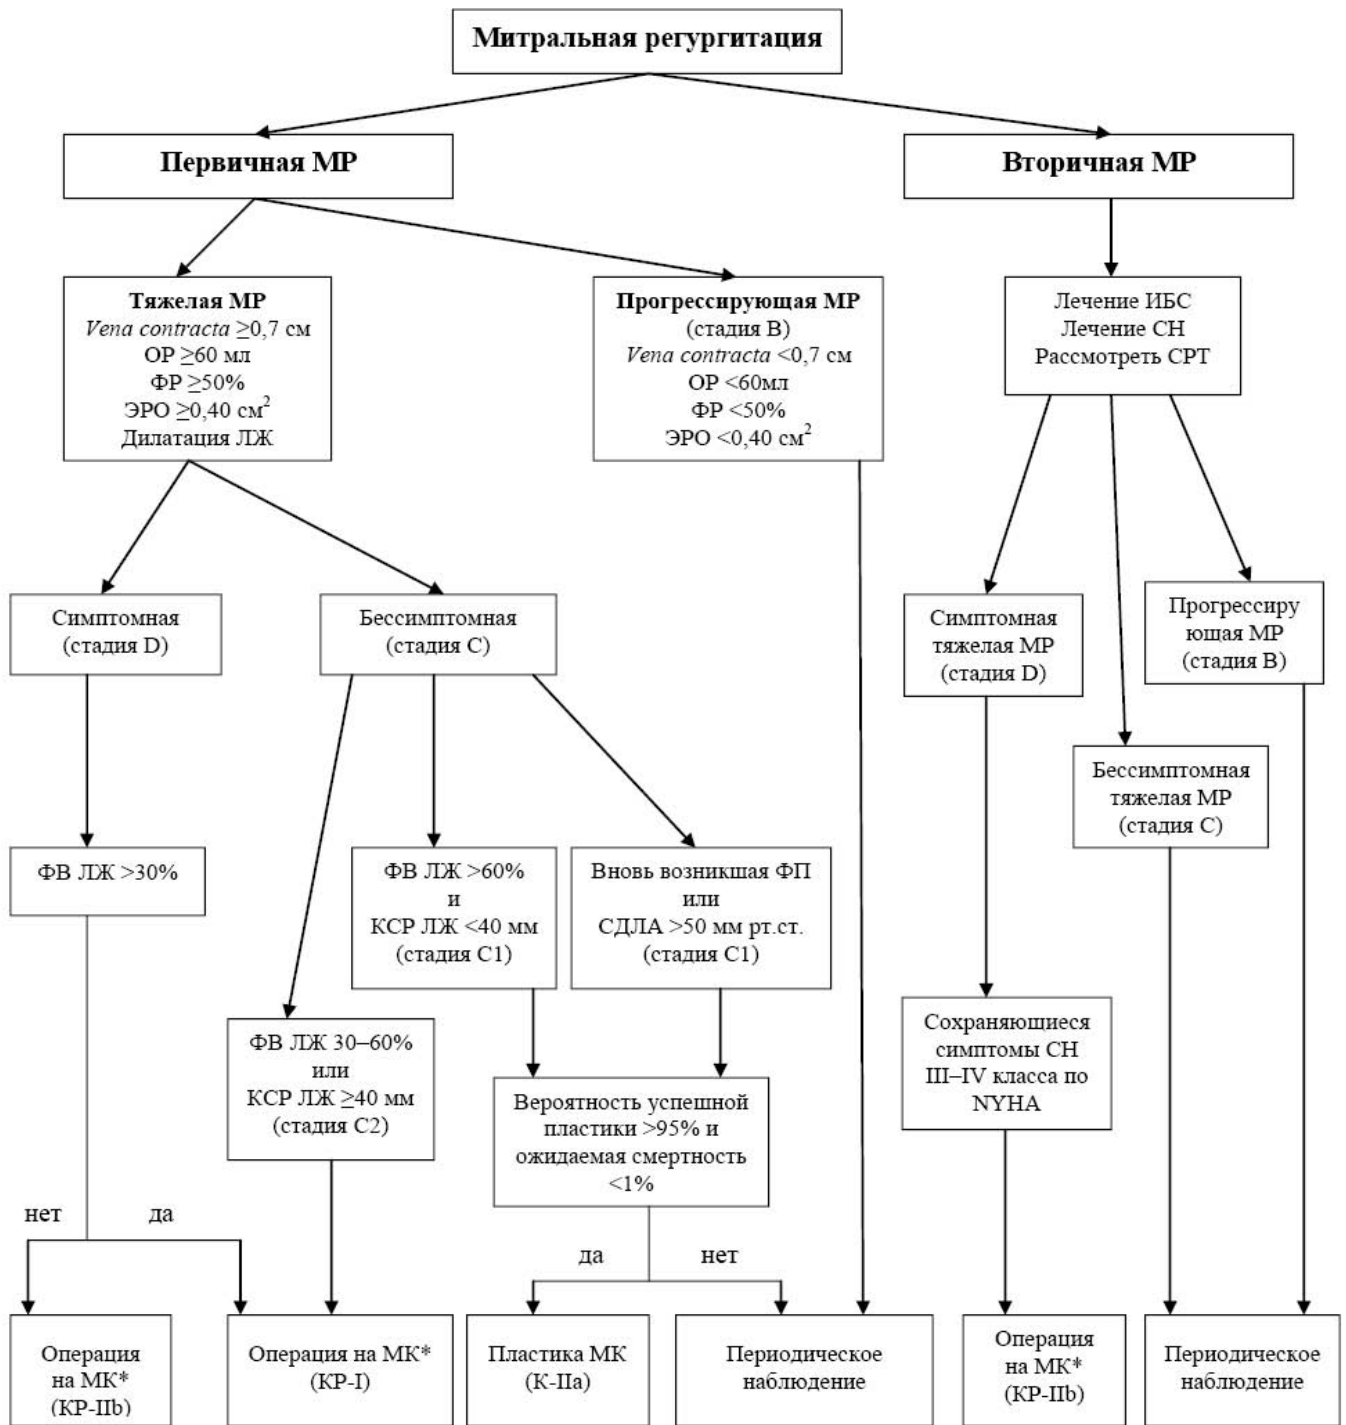 Митральная регургитация
Первичная МР
Вторичная МР
Тяжелая МР
Vena contracta ≥0,7 см
ОР ≥60 мл
ФР ≥50%
ЭРО ≥0,40 см²
Дилатация ЛЖ
Прогрессирующая МР
(стадия В)
Vena contracta <0,7 см
ОР <60мл
ФР <50%
ЭРО <0,40 см²
Лечение ИБС
Лечение СН
Рассмотреть СРТ
Симптомная
(стадия D)
Бессимптомная
(стадия С)
Симптомная
тяжелая МР
(стадия D)
Прогрессиру
ющая МР
(стадия В)
Бессимптомная
тяжелая МР
(стадия С)
ФВ ЛЖ >30%
ФВ ЛЖ >60%
и
КСР ЛЖ <40 мм
(стадия С1)
Вновь возникшая ФП
или
СДЛА >50 мм рт.ст.
(стадия С1)
ФВ ЛЖ 30–60%
или
КСР ЛЖ ≥40 мм
(стадия С2)
Вероятность успешной
пластики >95% и
ожидаемая смертность
<1%
Сохраняющиеся
симптомы СН
III–IV класса по
NYHA
нет
да
да
нет
Операция
на МК*
(КР-IIb)
Операция на МК*
(КР-I)
Пластика МК
(К-IIa)
Периодическое
наблюдение
Операция
на МК*
(КР-IIb)
Периодическое
наблюдение